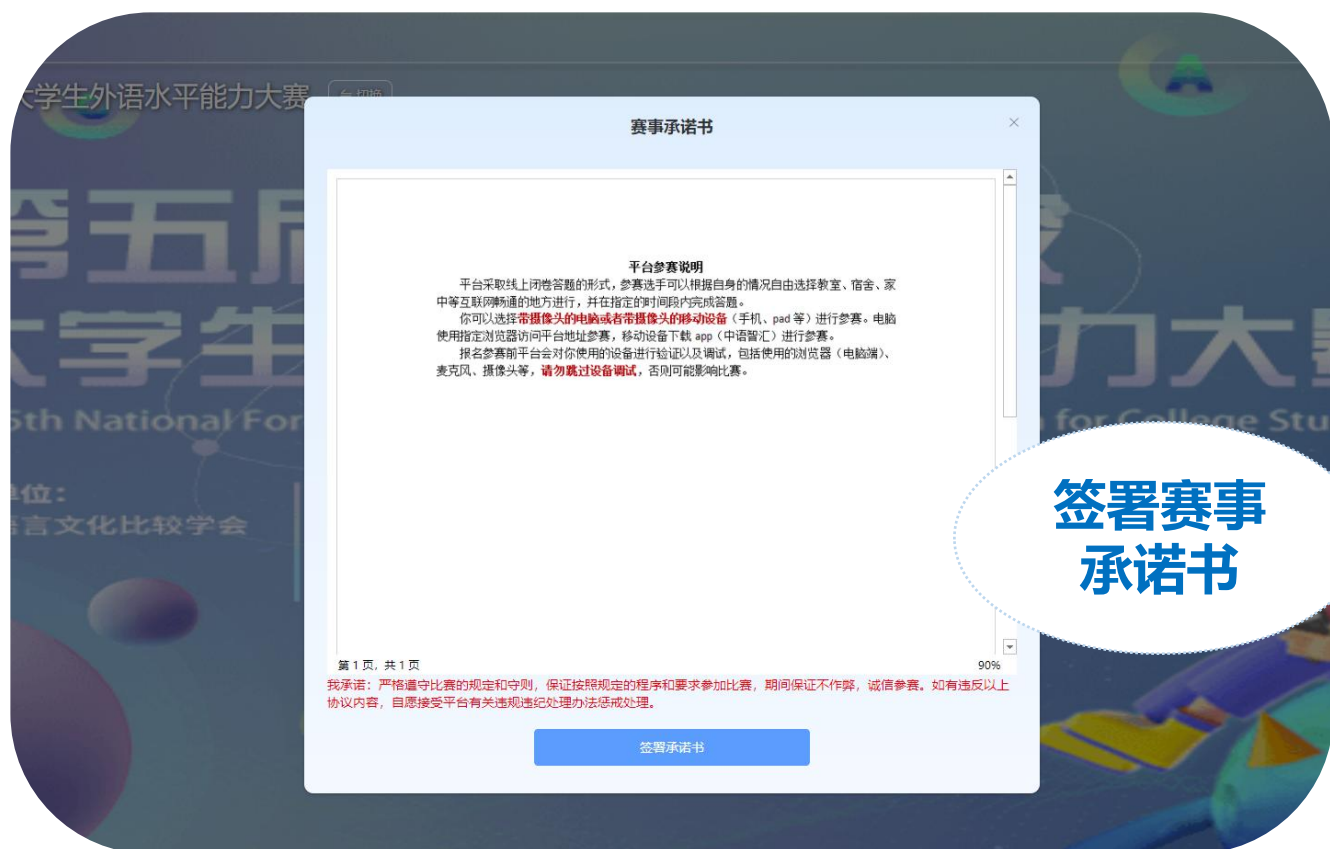 大学生外语水平能力大赛
切换
第五届
大学生
力大赛
5th National For
for College Stu
单位：
语言文化比较学会
赛事承诺书
平台参赛说明
平台采取线上闭卷答题的形式，参赛选手可以根据自身的情况自由选择教室、宿舍、家
中等互联网畅通的地方进行，并在指定的时间段内完成答题。
你可以选择带摄像头的电脑或者带摄像头的移动设备（手机、pad 等）进行参赛。电脑
使用指定浏览器访问平台地址参赛，移动设备下载 app（中语智汇）进行参赛。
报名参赛前平台会对你使用的设备进行验证以及调试，包括使用的浏览器（电脑端）、
麦克风、摄像头等，请勿跳过设备调试，否则可能影响比赛。
第 1 页, 共 1 页
90%
我承诺：严格遵守比赛的规定和守则，保证按照规定的程序和要求参加比赛，期间保证不作弊，诚信参赛。如有违反以上
协议内容，自愿接受平台有关违规违纪处理办法惩戒处理。
签署承诺书
签署赛事
承诺书